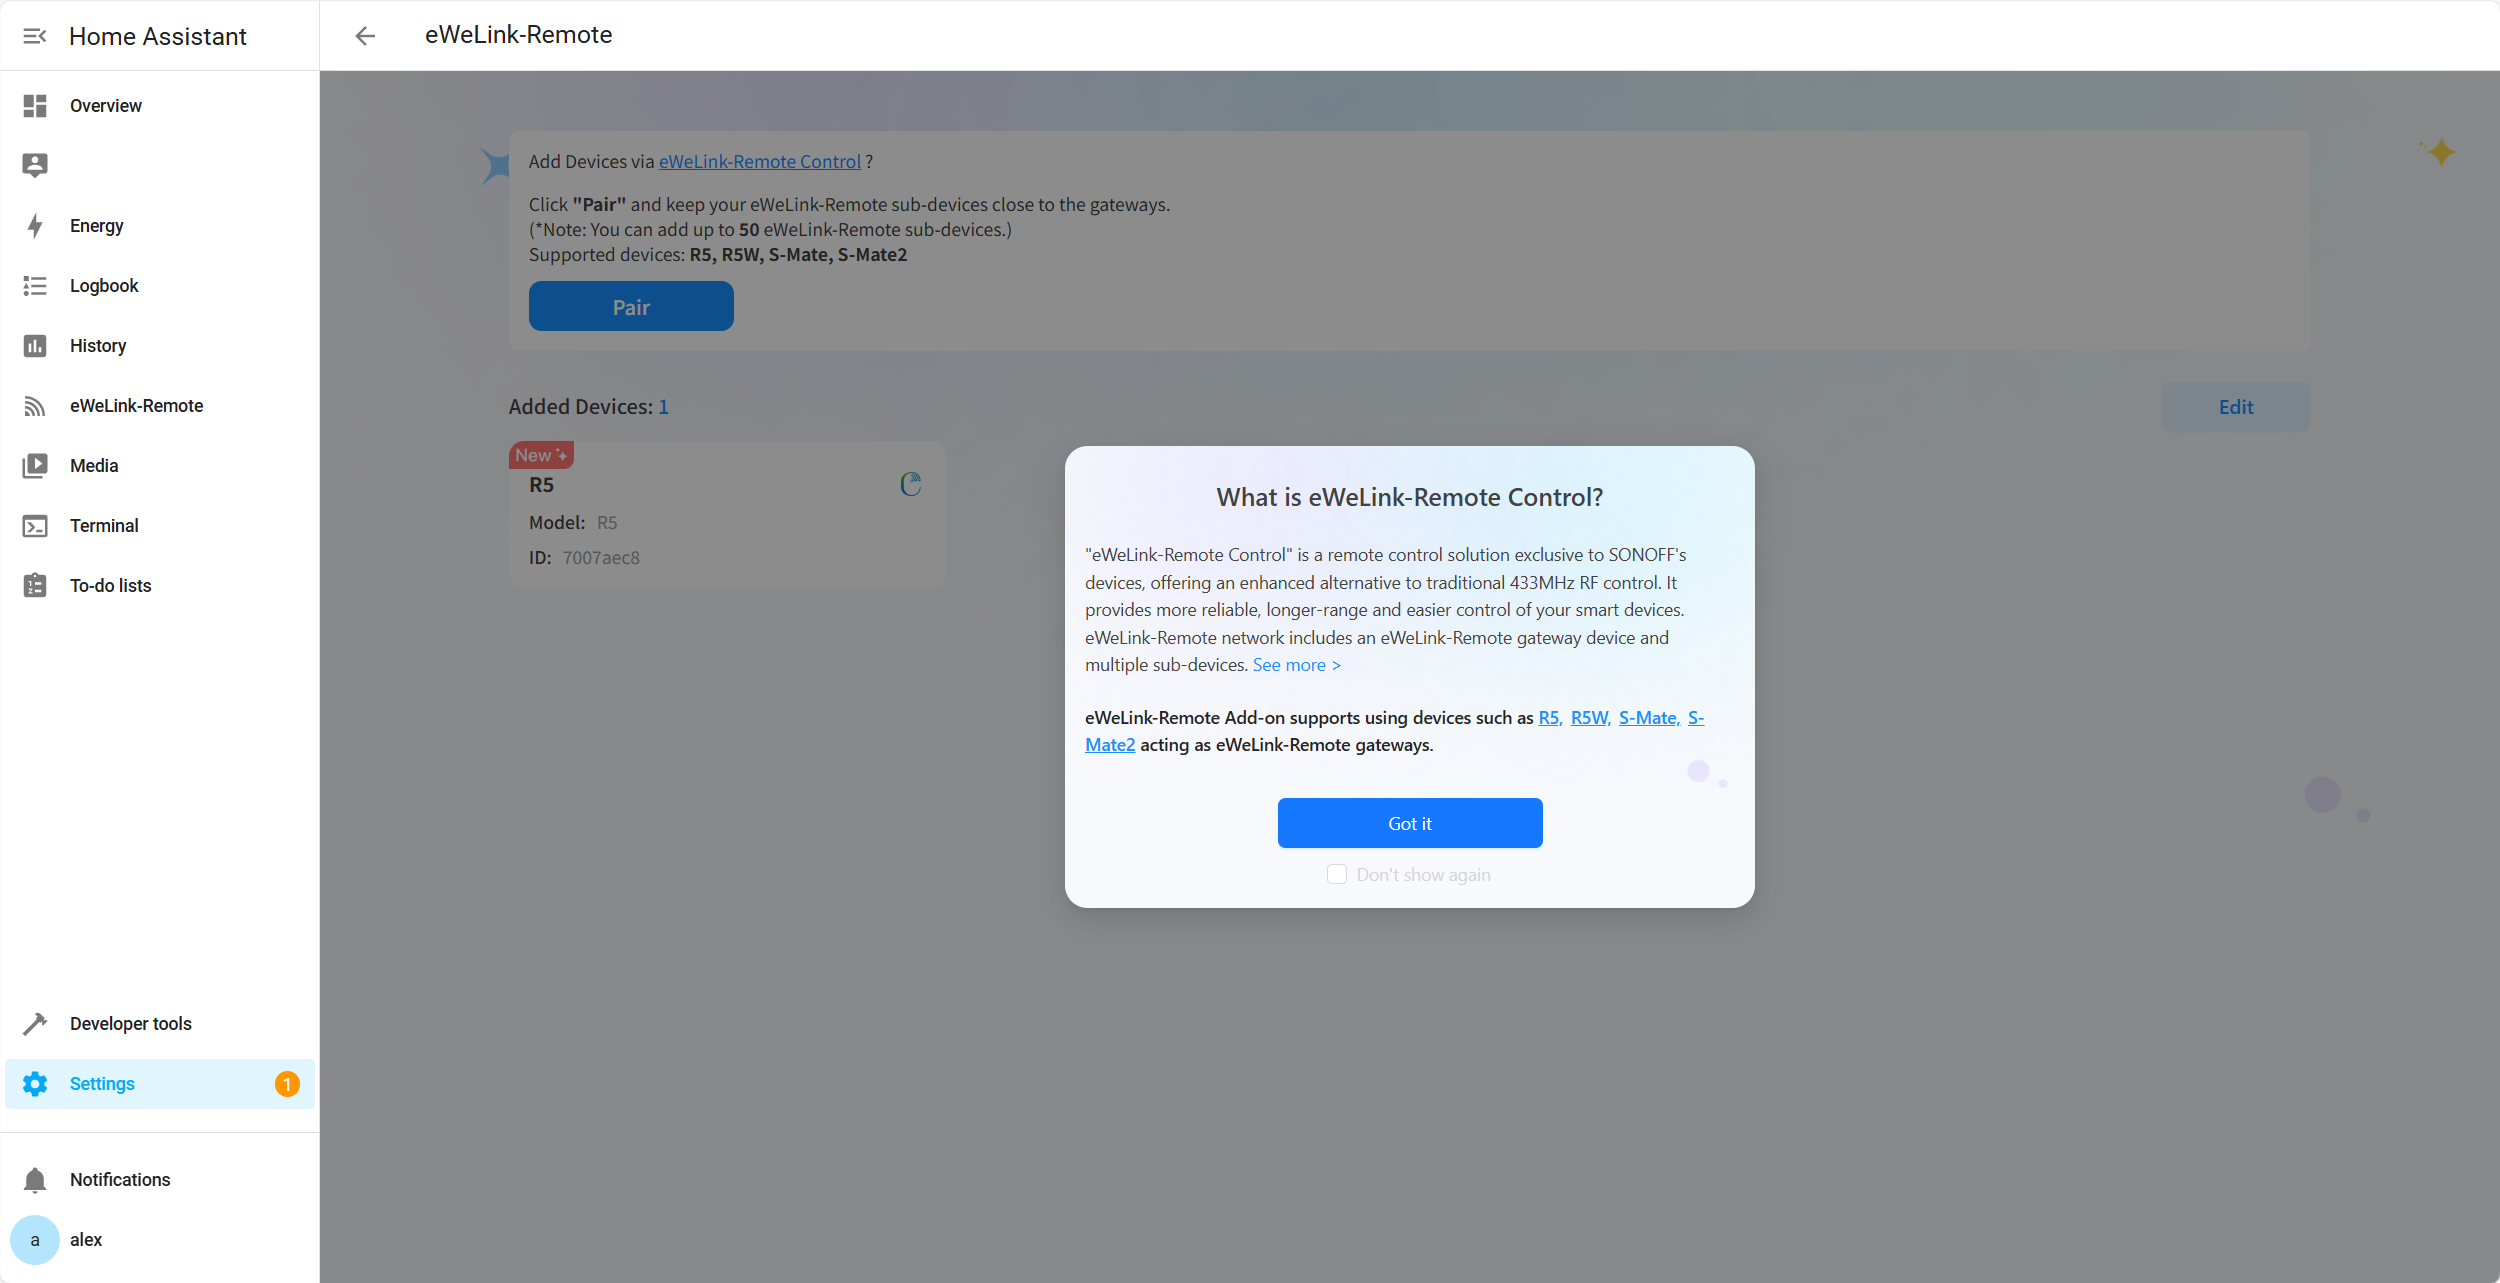 Home Assistant
eWeLink-Remote
Overview
Energy
Logbook
History
eWeLink-Remote
Media
Terminal
To-do lists
Developer tools
Settings
1
Notifications
a
alex
Add Devices via eWeLink-Remote Control ?
Click "Pair" and keep your eWeLink-Remote sub-devices close to the gateways.
(*Note: You can add up to 50 eWeLink-Remote sub-devices.)
Supported devices: R5, R5W, S-Mate, S-Mate2
Pair
Added Devices: 1
Edit
New
R5
Model: R5
ID: 7007aec8
What is eWeLink-Remote Control?
"eWeLink-Remote Control" is a remote control solution exclusive to SONOFF's
devices, offering an enhanced alternative to traditional 433MHz RF control. It
provides more reliable, longer-range and easier control of your smart devices.
eWeLink-Remote network includes an eWeLink-Remote gateway device and
multiple sub-devices. See more >
eWeLink-Remote Add-on supports using devices such as R5, R5W, S-Mate, S-
Mate2 acting as eWeLink-Remote gateways.
Got it
Don't show again